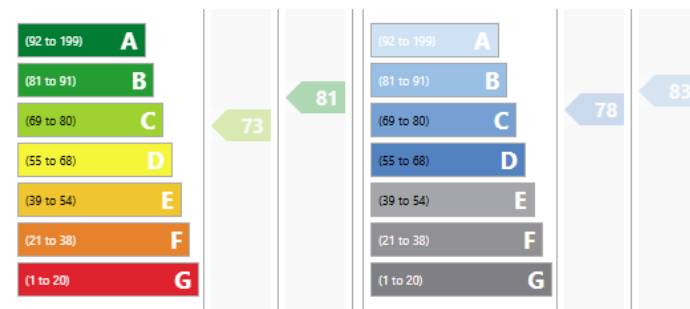 (92 to 199) A
(81 to 91) B
(69 to 80) C
(55 to 68) D
(39 to 54) E
(21 to 38) F
(1 to 20) G
73
81
(92 to 199) A
(81 to 91) B
(69 to 80) C
(55 to 68) D
(39 to 54) E
(21 to 38) F
(1 to 20) G
78
83